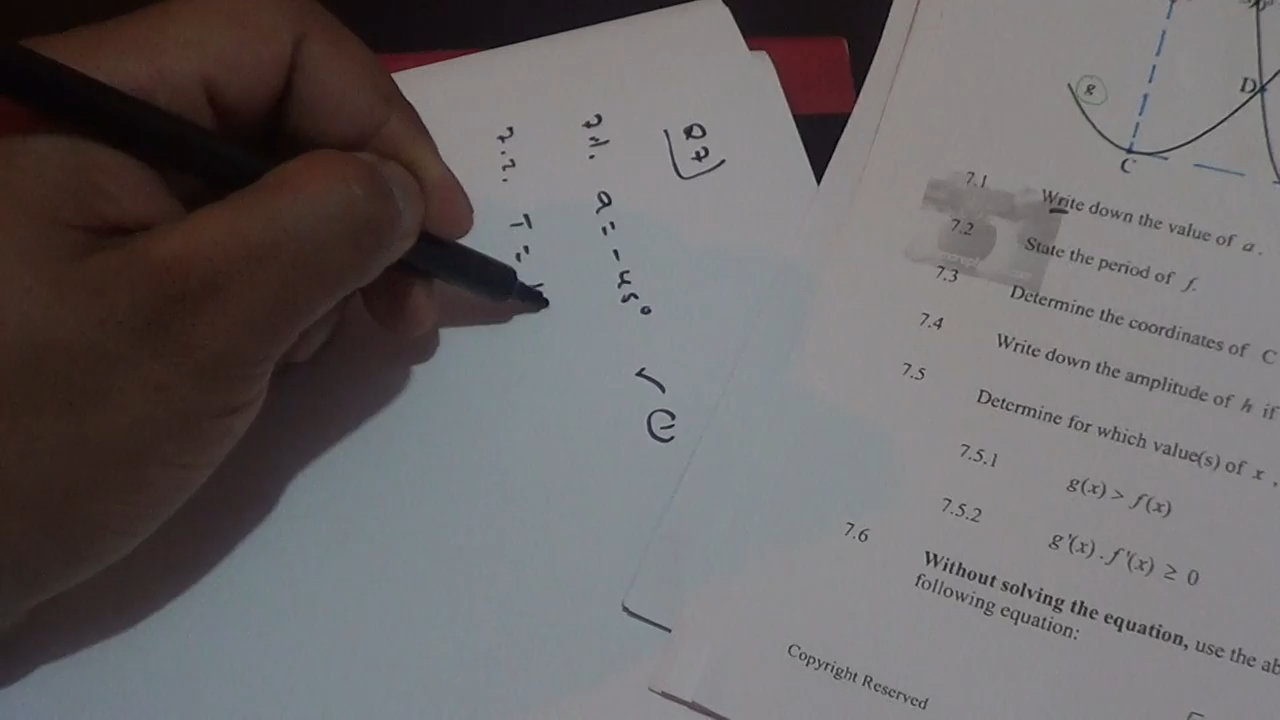 Q7
7.1. a = -45° ✓ ①
7.2. T =
g
D
C
7.1 Write down the value of a.
7.2 State the period of f.
7.3 Determine the coordinates of C
7.4 Write down the amplitude of h if
7.5 Determine for which value(s) of x,
7.5.1 g(x) > f(x)
7.5.2 g'(x).f'(x) ≥ 0
7.6 Without solving the equation, use the
following equation:
Copyright Reserved